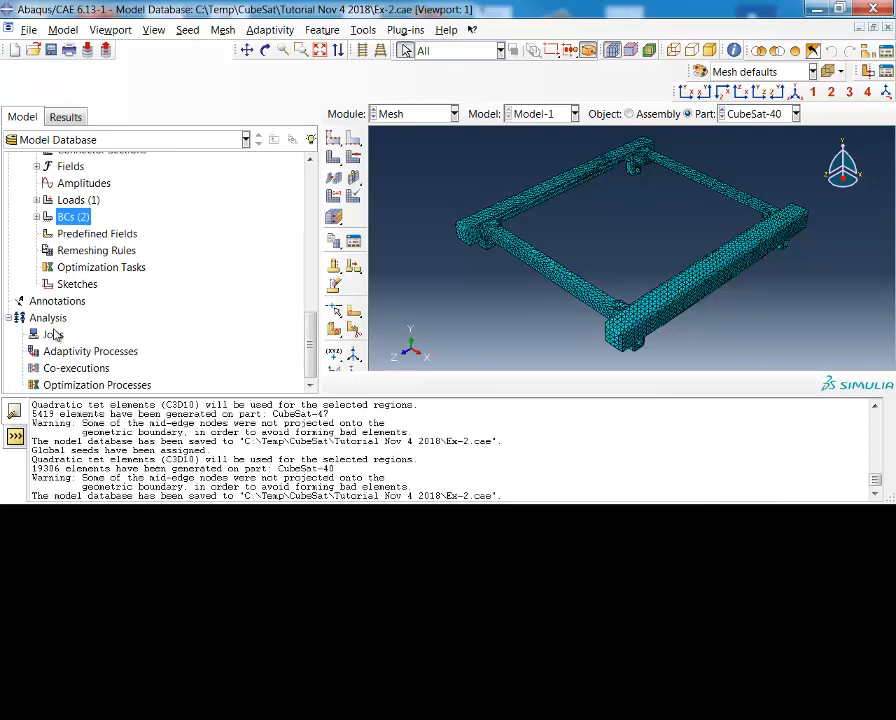 Abaqus/CAE 6.13-1 - Model Database: C:\Temp\CubeSat\Tutorial Nov 4 2018\Ex-2.cae [Viewport: 1]
File Model Viewport View Seed Mesh Adaptivity Feature Tools Plug-ins Help
All
Mesh defaults
1 2 3 4
Model Results
Module: Mesh Model: Model-1 Object: Assembly Part: CubeSat-40
Model Database
Fields
Amplitudes
Loads (1)
BCs (2)
Predefined Fields
Remeshing Rules
Optimization Tasks
Sketches
Annotations
Analysis
Jobs
Adaptivity Processes
Co-executions
Optimization Processes
(XYZ)
Y
Z X
Y
Z X
SIMULIA
Quadratic tet elements (C3D10) will be used for the selected regions.
5419 elements have been generated on part: CubeSat-47
Warning: Some of the mid-edge nodes were not projected onto the
geometric boundary, in order to avoid forming bad elements.
The model database has been saved to "C:\Temp\CubeSat\Tutorial Nov 4 2018\Ex-2.cae".
Global seeds have been assigned.
Quadratic tet elements (C3D10) will be used for the selected regions.
19306 elements have been generated on part: CubeSat-40
Warning: Some of the mid-edge nodes were not projected onto the
geometric boundary, in order to avoid forming bad elements.
The model database has been saved to "C:\Temp\CubeSat\Tutorial Nov 4 2018\Ex-2.cae".
>>>